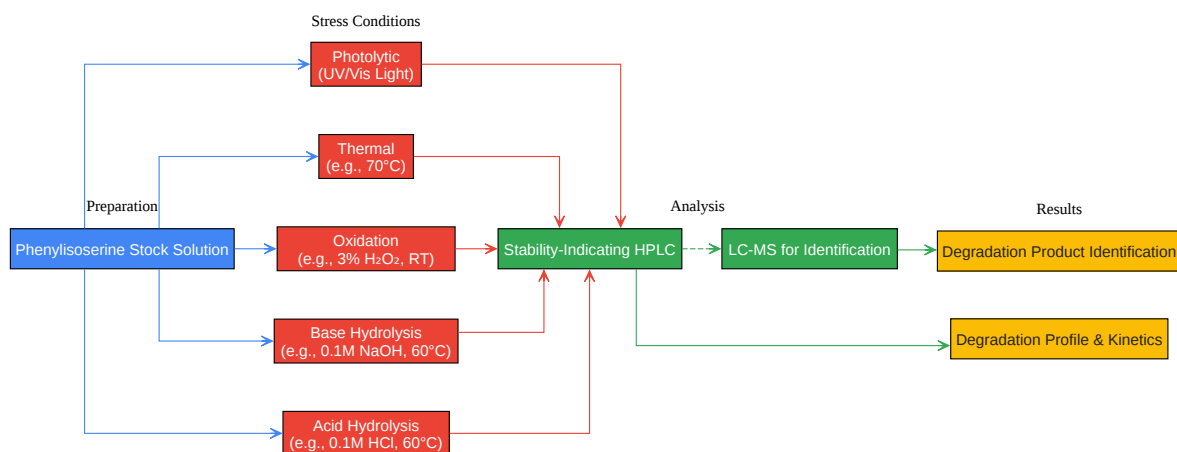 Stress Conditions
Photolytic
(UV/Vis Light)
Thermal
(e.g., 70°C)
Preparation
Phenylisoserine Stock Solution
Oxidation
(e.g., 3% H₂O₂, RT)
Base Hydrolysis
(e.g., 0.1M NaOH, 60°C)
Acid Hydrolysis
(e.g., 0.1M HCl, 60°C)
Stability-Indicating HPLC
Analysis
LC-MS for Identification
Results
Degradation Product Identification
Degradation Profile & Kinetics